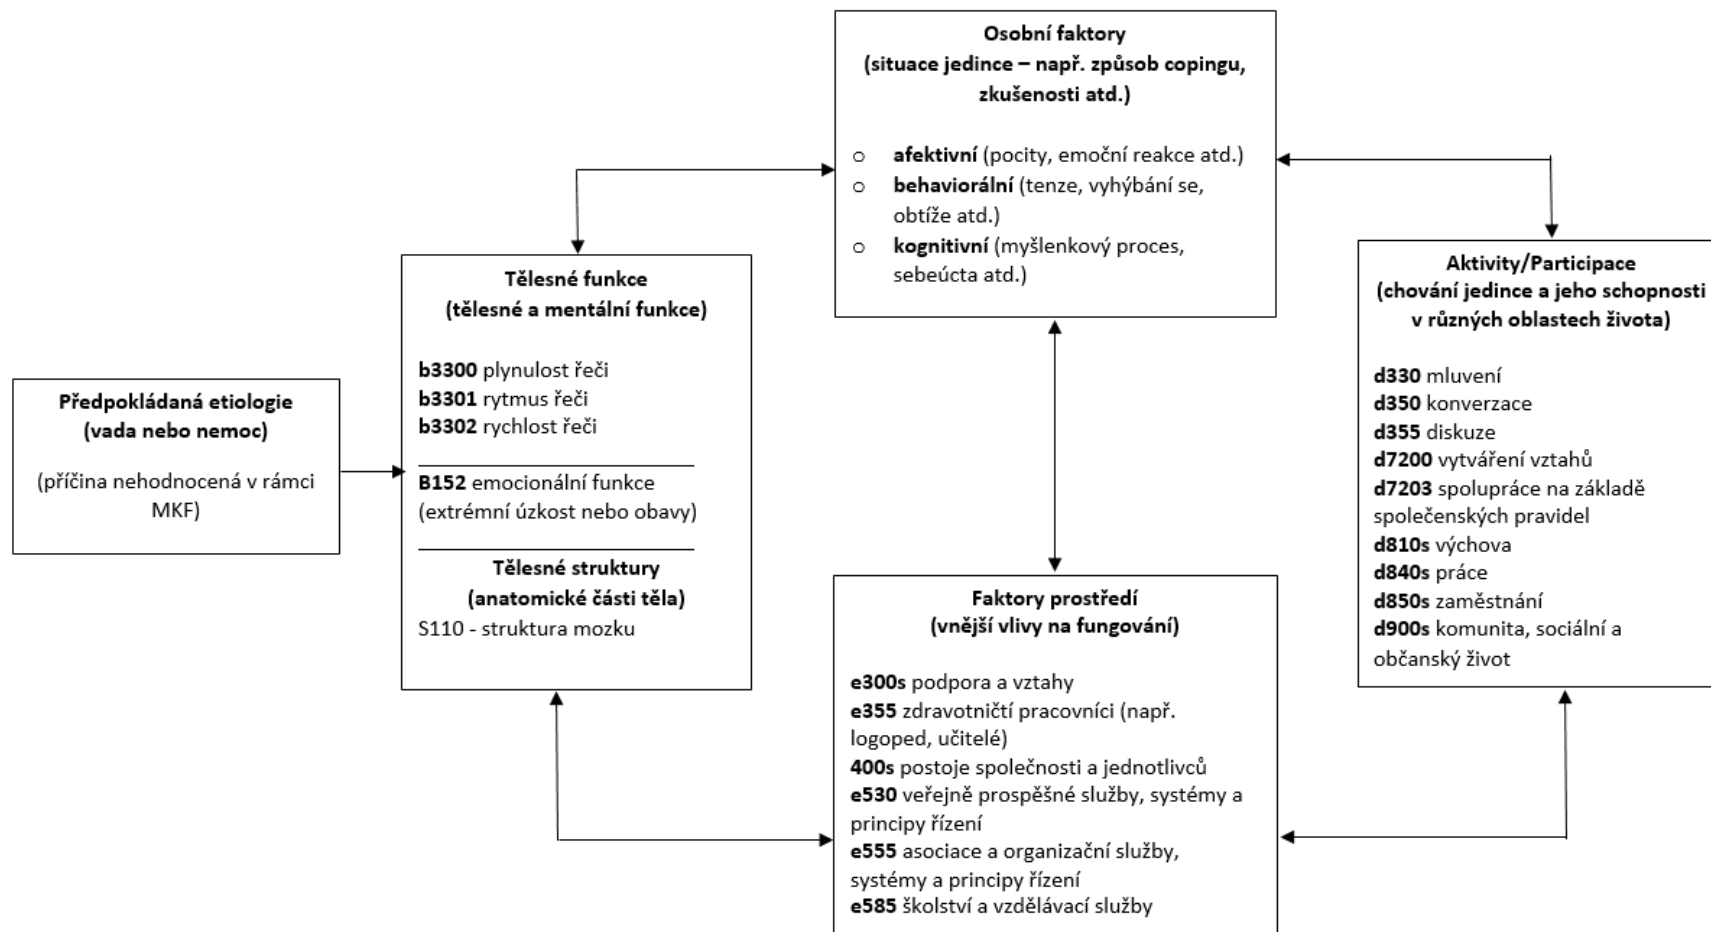 Předpokládaná etiologie
(vada nebo nemoc)
(příčina nehodnocená v rámci
MKF)
Tělesné funkce
(tělesné a mentální funkce)
b3300 plynulost řeči
b3301 rytmus řeči
b3302 rychlost řeči
B152 emocionální funkce
(extrémní úzkost nebo obavy)
Tělesné struktury
(anatomické části těla)
S110 - struktura mozku
Osobní faktory
(situace jedince – např. způsob copingu,
zkušenosti atd.)
o afektivní (pocity, emoční reakce atd.)
o behaviorální (tenze, vyhýbání se,
obtíže atd.)
o kognitivní (myšlenkový proces,
sebeúcta atd.)
Faktory prostředí
(vnější vlivy na fungování)
e300s podpora a vztahy
e355 zdravotničtí pracovníci (např.
logoped, učitelé)
400s postoje společnosti a jednotlivců
e530 veřejně prospěšné služby, systémy a
principy řízení
e555 asociace a organizační služby,
systémy a principy řízení
e585 školství a vzdělávací služby
Aktivity/Participace
(chování jedince a jeho schopnosti
v různých oblastech života)
d330 mluvení
d350 konverzace
d355 diskuze
d7200 vytváření vztahů
d7203 spolupráce na základě
společenských pravidel
d810s výchova
d840s práce
d850s zaměstnání
d900s komunita, sociální a
občanský život